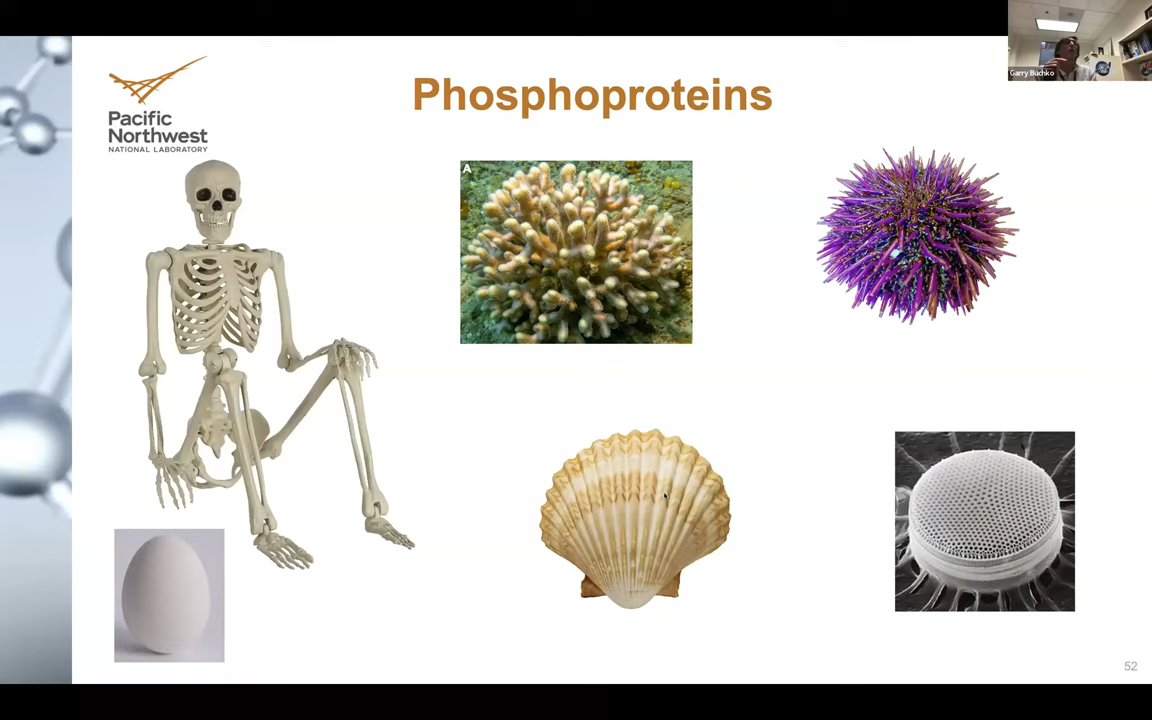 Garry Buchko
Phosphoproteins
Pacific
Northwest
NATIONAL LABORATORY
A
52